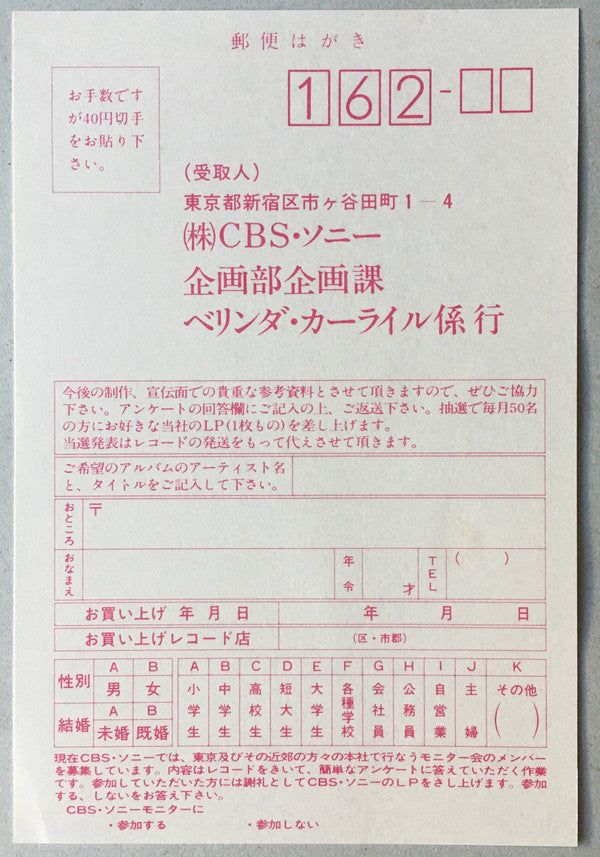 郵便はがき
お手数です
が40円切手
をお貼り下
さい。
162-□□
(受取人)
東京都新宿区市ヶ谷田町1―4
㈱CBS・ソニー
企画部企画課
ベリンダ・カーライル係行
今後の制作、宣伝面での貴重な参考資料とさせて頂きますので、ぜひご協力
下さい。アンケートの回答欄にご記入の上、ご返送下さい。抽選で毎月50名
の方にお好きな当社のLP(1枚もの)を差し上げます。
当選発表はレコードの発送をもって代えさせて頂きます。
ご希望のアルバムのアーティスト名
と、タイトルをご記入して下さい。
おところ 〒
おなまえ 年令 才 TEL ( )
お買い上げ 年 月 日 年 月 日
お買い上げレコード店 (区・市郡)
性別 A 男 B 女
結婚 A 未婚 B 既婚
A 小学生 B 中学生 C 高校生 D 短大生 E 大学生 F 各種学校 G 会社員 H 公務員 I 自営業 J 主婦 K その他 ( )
現在CBS・ソニーでは、東京及びその近郊の方々の本社で行なうモニター会のメンバー
を募集しています。内容はレコードをきいて、簡単なアンケートに答えていただく作業
です。参加していただいた方には謝礼としてCBS・ソニーのLPをさし上げます。参加
する、しないをお答え下さい。
CBS・ソニーモニターに
・参加する ・参加しない